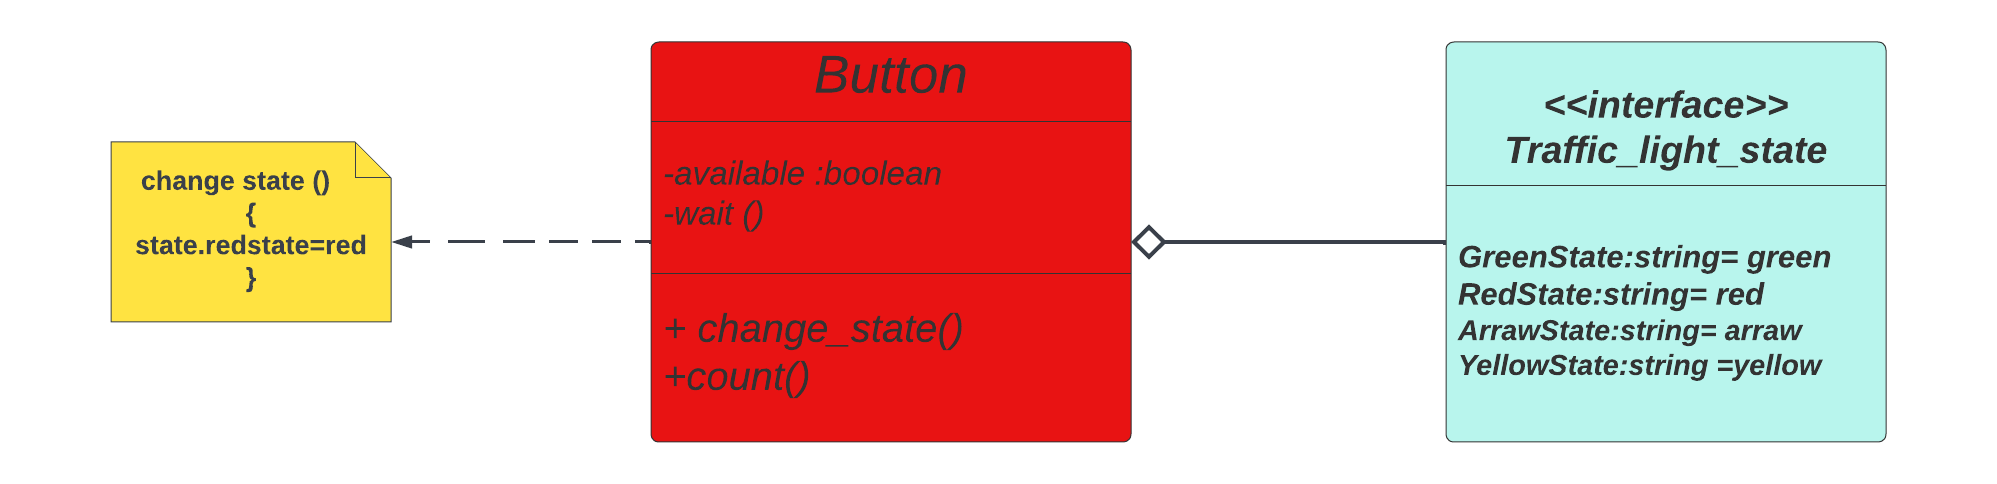 change state ()
{
state.redstate=red
}
Button
-available :boolean
-wait ()
+ change_state()
+count()
<<interface>>
Traffic_light_state
GreenState:string= green
RedState:string= red
ArrawState:string= arraw
YellowState:string =yellow